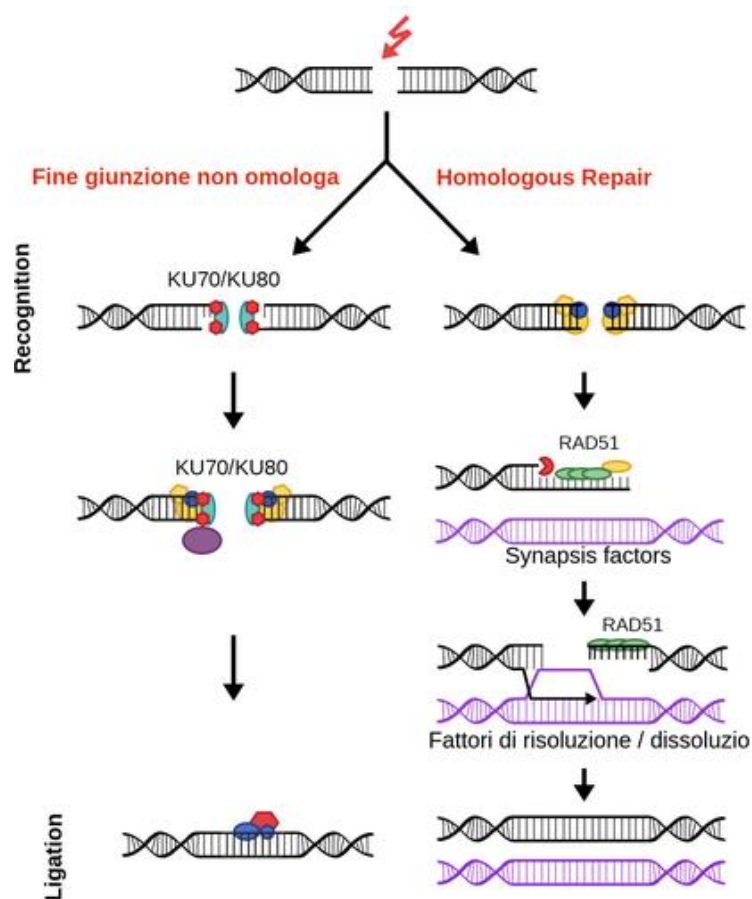 Fine giunzione non omologa
Homologous Repair
Recognition
KU70/KU80
KU70/KU80
RAD51
Synapsis factors
RAD51
Fattori di risoluzione / dissoluzio
Ligation